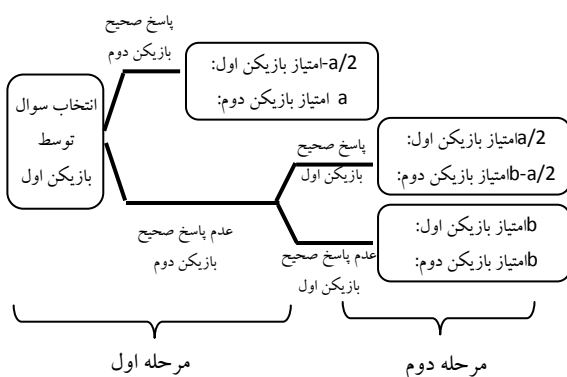 پاسخ صحیح
بازیکن دوم
a/2-امتیاز بازیکن اول:
a امتیاز بازیکن دوم:
انتخاب سوال
توسط
بازیکن اول
پاسخ صحیح
بازیکن اول
a/2امتیاز بازیکن اول:
b-a/2امتیاز بازیکن دوم:
عدم پاسخ صحیح
بازیکن دوم
عدم پاسخ صحیح
بازیکن اول
bامتیاز بازیکن اول:
bامتیاز بازیکن دوم:
مرحله اول
مرحله دوم